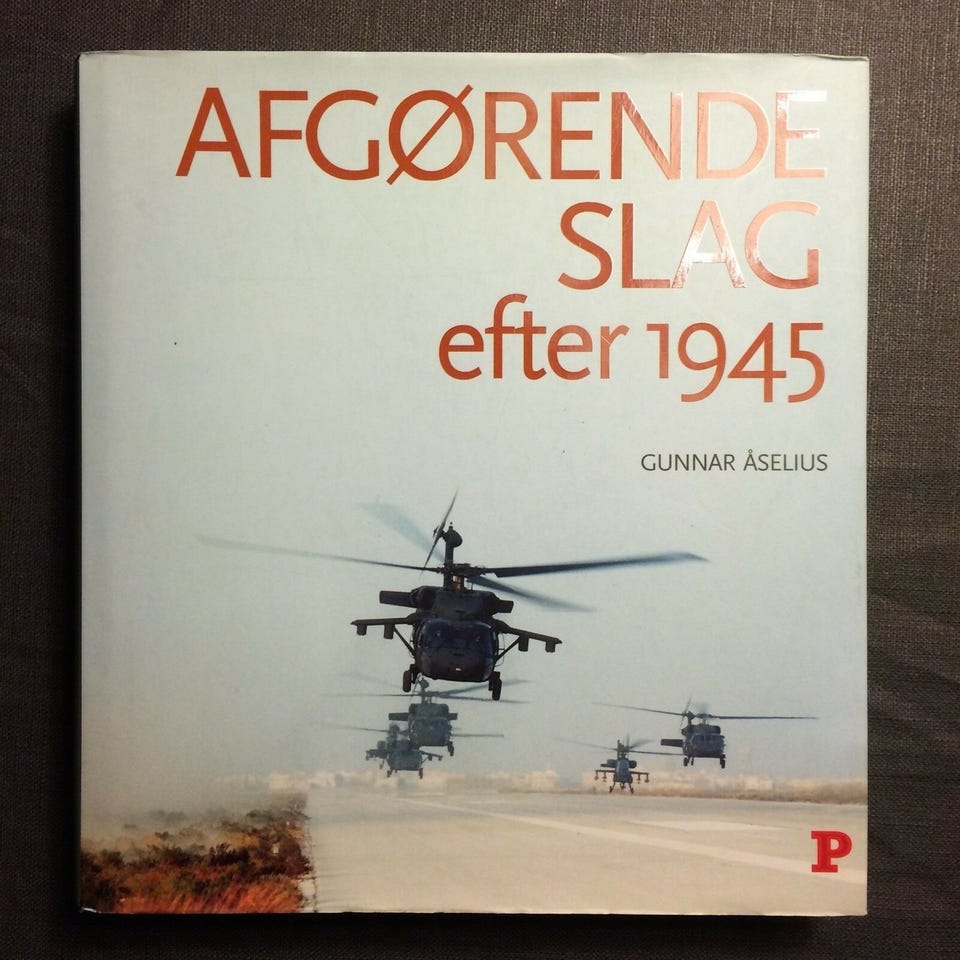 AFGØRENDE
SLAG
efter 1945
GUNNAR ÅSELIUS
P